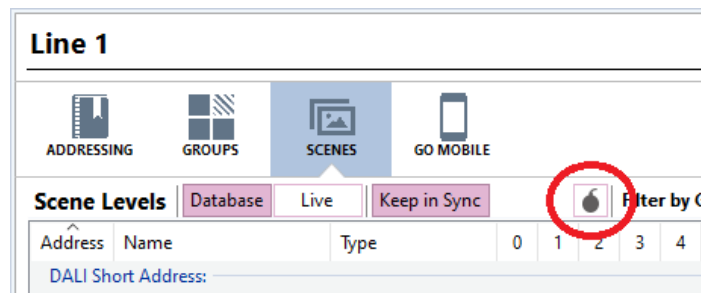 Line 1
ADDRESSING GROUPS SCENES GO MOBILE
Scene Levels Database Live Keep in Sync Filter by
Address Name Type 0 1 2 3 4
DALI Short Address: